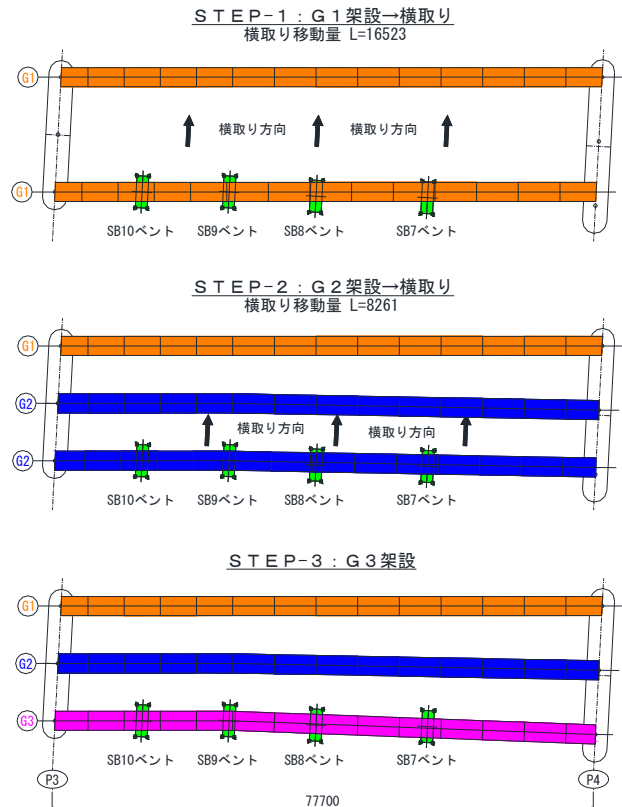 ＳＴＥＰ－１：Ｇ１架設→横取り
横取り移動量 L=16523
G1
横取り方向 横取り方向
G1
SB10ベント SB9ベント SB8ベント SB7ベント
ＳＴＥＰ－２：Ｇ２架設→横取り
横取り移動量 L=8261
G1
G2
横取り方向 横取り方向
G2
SB10ベント SB9ベント SB8ベント SB7ベント
ＳＴＥＰ－３：Ｇ３架設
G1
G2
G3
SB10ベント SB9ベント SB8ベント SB7ベント
P3 P4
77700